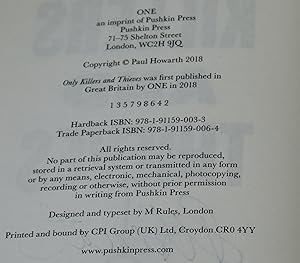 ONE
an imprint of Pushkin Press
Pushkin Press
71–75 Shelton Street
London, WC2H 9JQ
Copyright © Paul Howarth 2018
Only Killers and Thieves was first published in
Great Britain by ONE in 2018
1 3 5 7 9 8 6 4 2
Hardback ISBN: 978-1-91159-003-3
Trade Paperback ISBN: 978-1-91159-006-4
All rights reserved.
No part of this publication may be reproduced,
stored in a retrieval system or transmitted in any form
or by any means, electronic, mechanical, photocopying,
recording or otherwise, without prior permission
in writing from Pushkin Press
Designed and typeset by M Rules, London
Printed and bound by CPI Group (UK) Ltd, Croydon CR0 4YY
www.pushkinpress.com